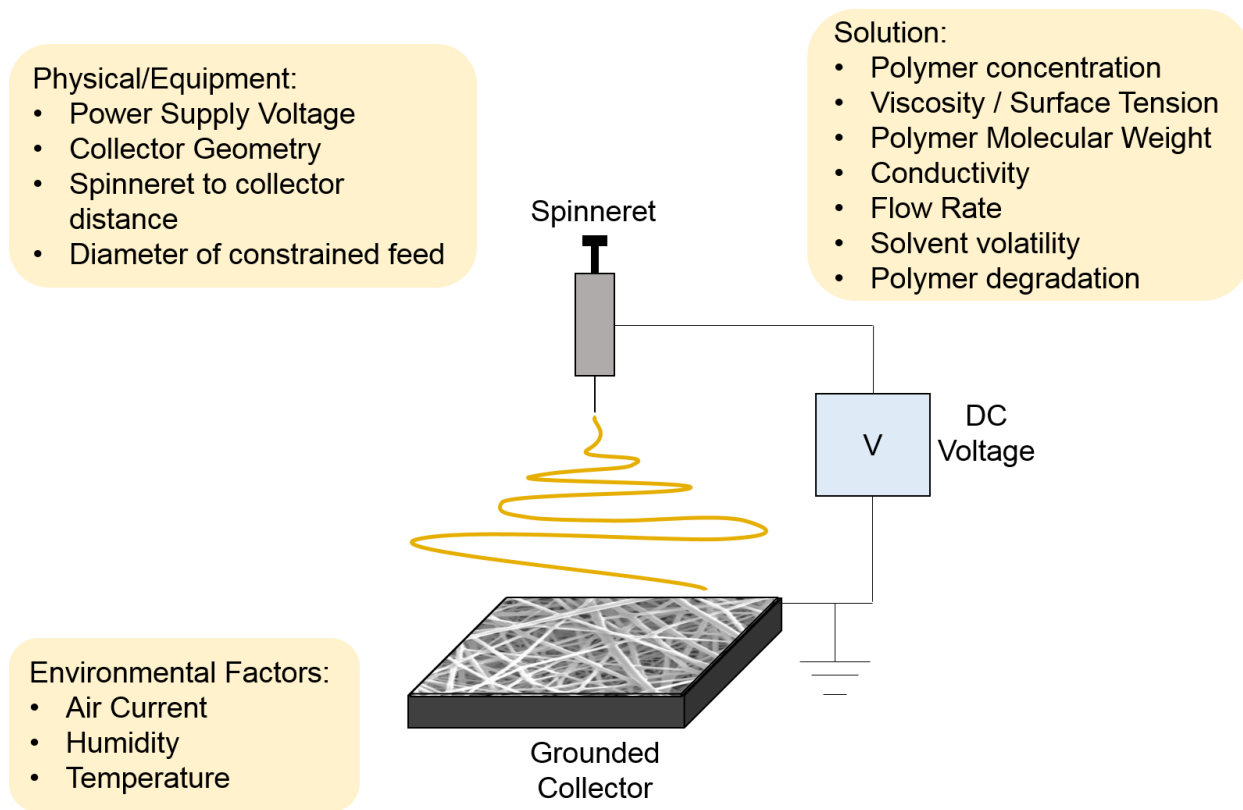 Physical/Equipment:
• Power Supply Voltage
• Collector Geometry
• Spinneret to collector
distance
• Diameter of constrained feed
Solution:
• Polymer concentration
• Viscosity / Surface Tension
• Polymer Molecular Weight
• Conductivity
• Flow Rate
• Solvent volatility
• Polymer degradation
Spinneret
V
DC
Voltage
Environmental Factors:
• Air Current
• Humidity
• Temperature
Grounded
Collector